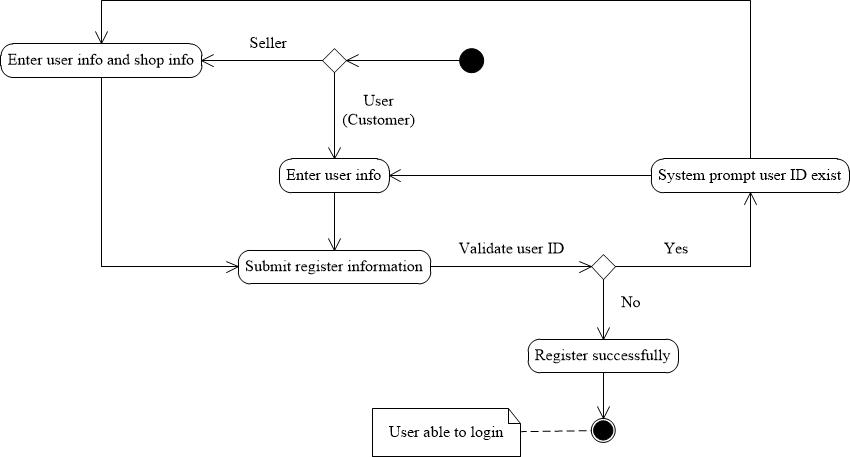 Seller
Enter user info and shop info
User
(Customer)
Enter user info
System prompt user ID exist
Validate user ID
Yes
Submit register information
No
Register successfully
User able to login